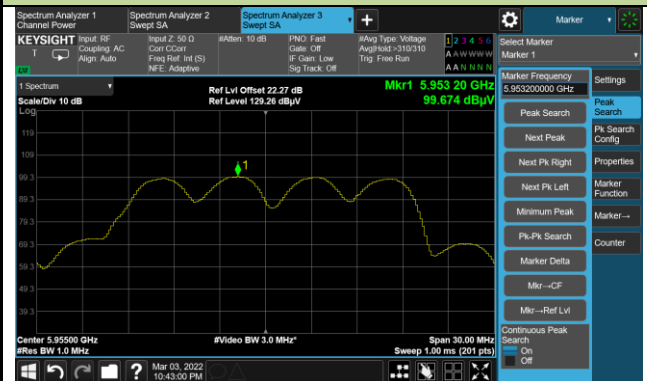 Spectrum Analyzer 1
Channel Power
Spectrum Analyzer 2
Swept SA
Spectrum Analyzer 3
Swept SA
+
Marker
KEYSIGHT
T
LXI
Input: RF
Coupling: AC
Align: Auto
Input Z: 50 Ω
Corr CCorr
Freq Ref: Int (S)
NFE: Adaptive
#Atten: 10 dB
PNO: Fast
Gate: Off
IF Gain: Low
Sig Track: Off
#Avg Type: Voltage
Avg|Hold:>310/310
Trig: Free Run
1 2 3 4 5 6
A A W W W W
A A N N N N
Select Marker
Marker 1
1 Spectrum
Scale/Div 10 dB
Ref Lvl Offset 22.27 dB
Ref Level 129.26 dBµV
Mkr1 5.953 20 GHz
99.674 dBµV
Log
119
109
99.3
89.3
79.3
69.3
59.3
49.3
39.3
1
Center 5.95500 GHz
#Res BW 1.0 MHz
#Video BW 3.0 MHz*
Span 30.00 MHz
Sweep 1.00 ms (201 pts)
Marker Frequency
5.953200000 GHz
Peak Search
Next Peak
Next Pk Right
Next Pk Left
Minimum Peak
Pk-Pk Search
Marker Delta
Mkr→CF
Mkr→Ref Lvl
Continuous Peak
Search
On
Off
Settings
Peak
Search
Pk Search
Config
Properties
Marker
Function
Marker→
Counter
?
Mar 03, 2022
10:43:00 PM